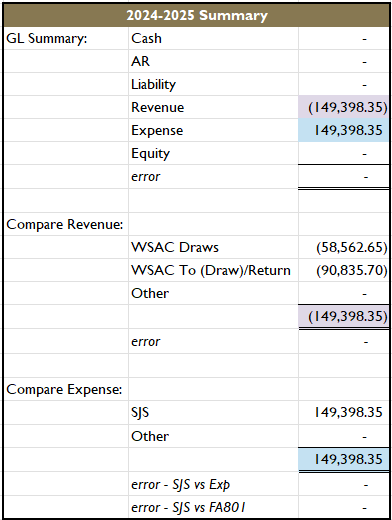 2024-2025 Summary
GL Summary: Cash -
AR -
Liability -
Revenue (149,398.35)
Expense 149,398.35
Equity -
error -
Compare Revenue:
WSAC Draws (58,562.65)
WSAC To (Draw)/Return (90,835.70)
Other -
(149,398.35)
error -
Compare Expense:
SJS 149,398.35
Other -
149,398.35
error - SJS vs Exp -
error - SJS vs FA801 -